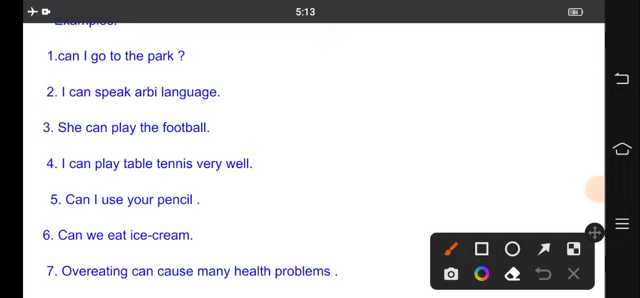 5:13
Examples:
1.can I go to the park ?
2. I can speak arbi language.
3. She can play the football.
4. I can play table tennis very well.
5. Can I use your pencil .
6. Can we eat ice-cream.
7. Overeating can cause many health problems .